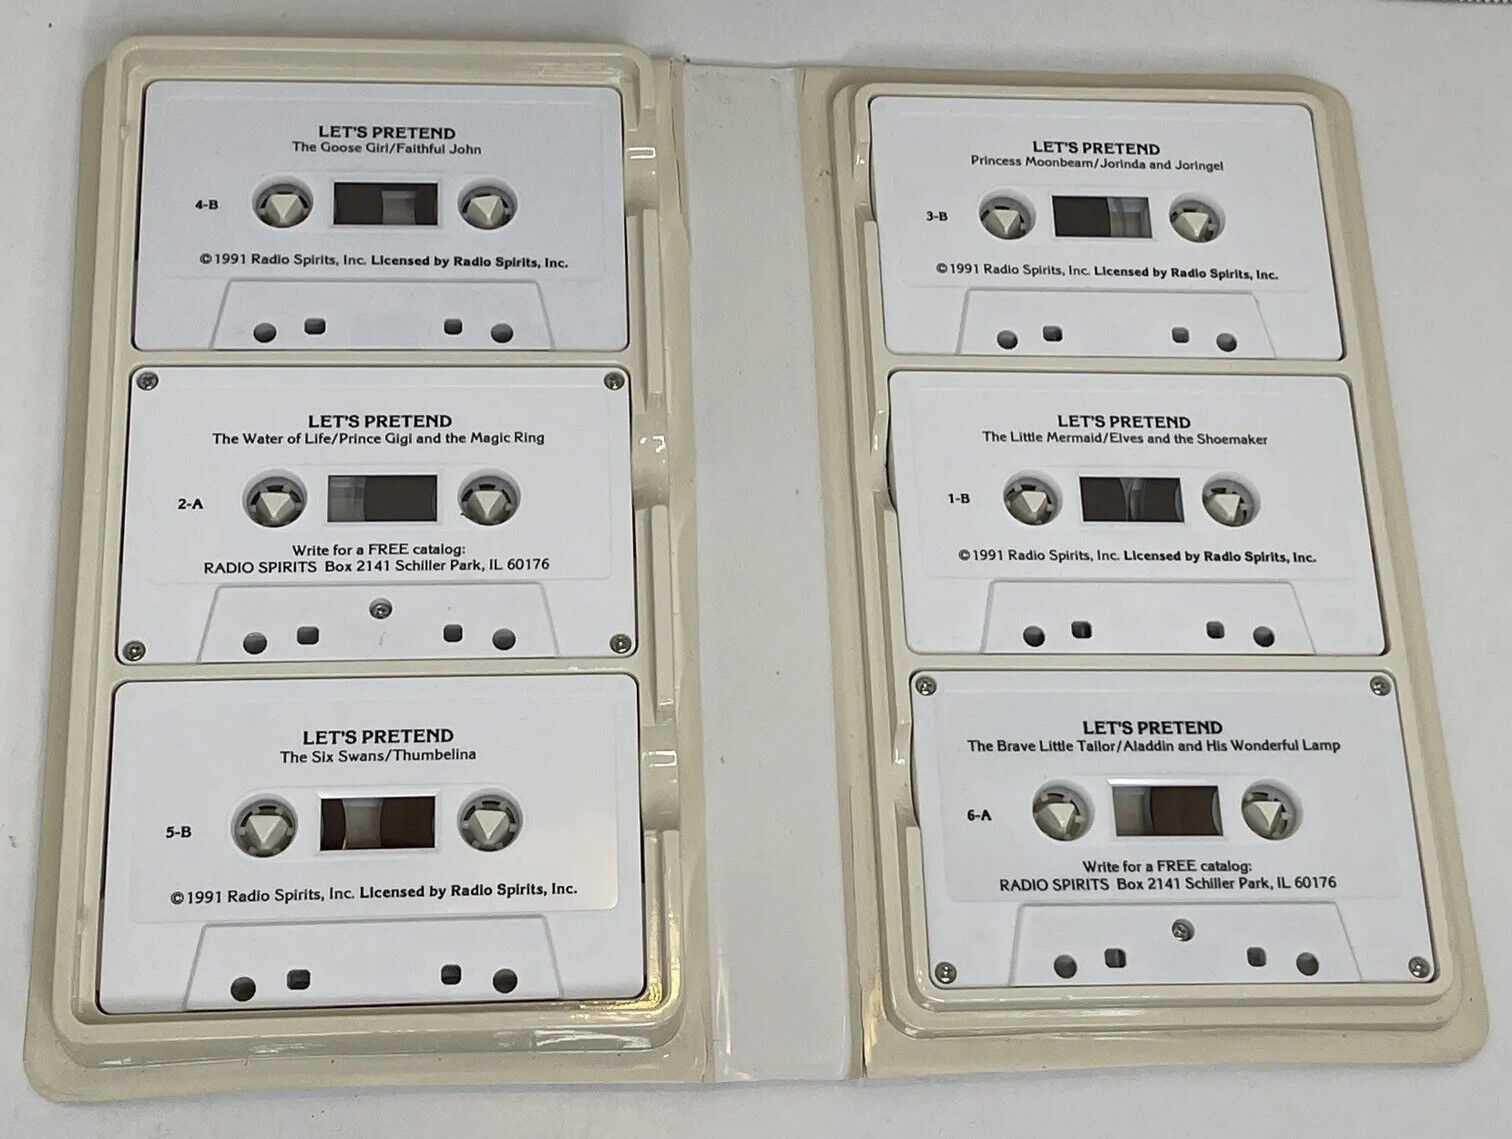 LET'S PRETEND
The Goose Girl/Faithful John
4-B
©1991 Radio Spirits, Inc. Licensed by Radio Spirits, Inc.
LET'S PRETEND
The Water of Life/Prince Gigi and the Magic Ring
2-A
Write for a FREE catalog:
RADIO SPIRITS Box 2141 Schiller Park, IL 60176
LET'S PRETEND
The Six Swans/Thumbelina
5-B
©1991 Radio Spirits, Inc. Licensed by Radio Spirits, Inc.
LET'S PRETEND
Princess Moonbeam/Jorinda and Joringel
3-B
©1991 Radio Spirits, Inc. Licensed by Radio Spirits, Inc.
LET'S PRETEND
The Little Mermaid/Elves and the Shoemaker
1-B
©1991 Radio Spirits, Inc. Licensed by Radio Spirits, Inc.
LET'S PRETEND
The Brave Little Tailor/Aladdin and His Wonderful Lamp
6-A
Write for a FREE catalog:
RADIO SPIRITS Box 2141 Schiller Park, IL 60176